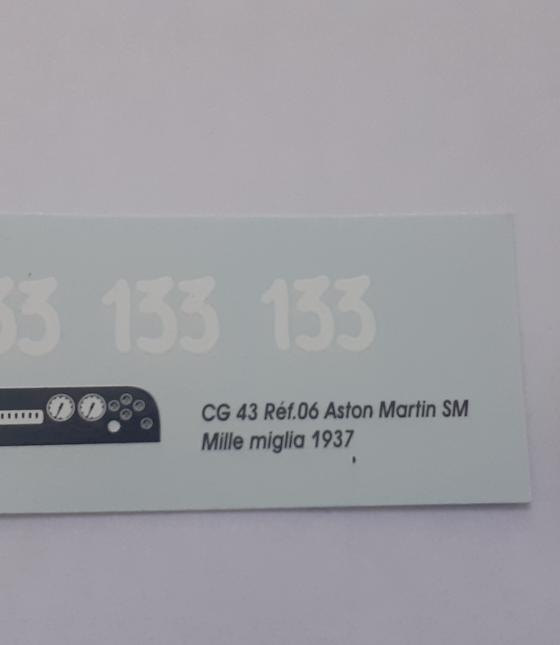 33 133 133
CG 43 Réf.06 Aston Martin SM
Mille miglia 1937